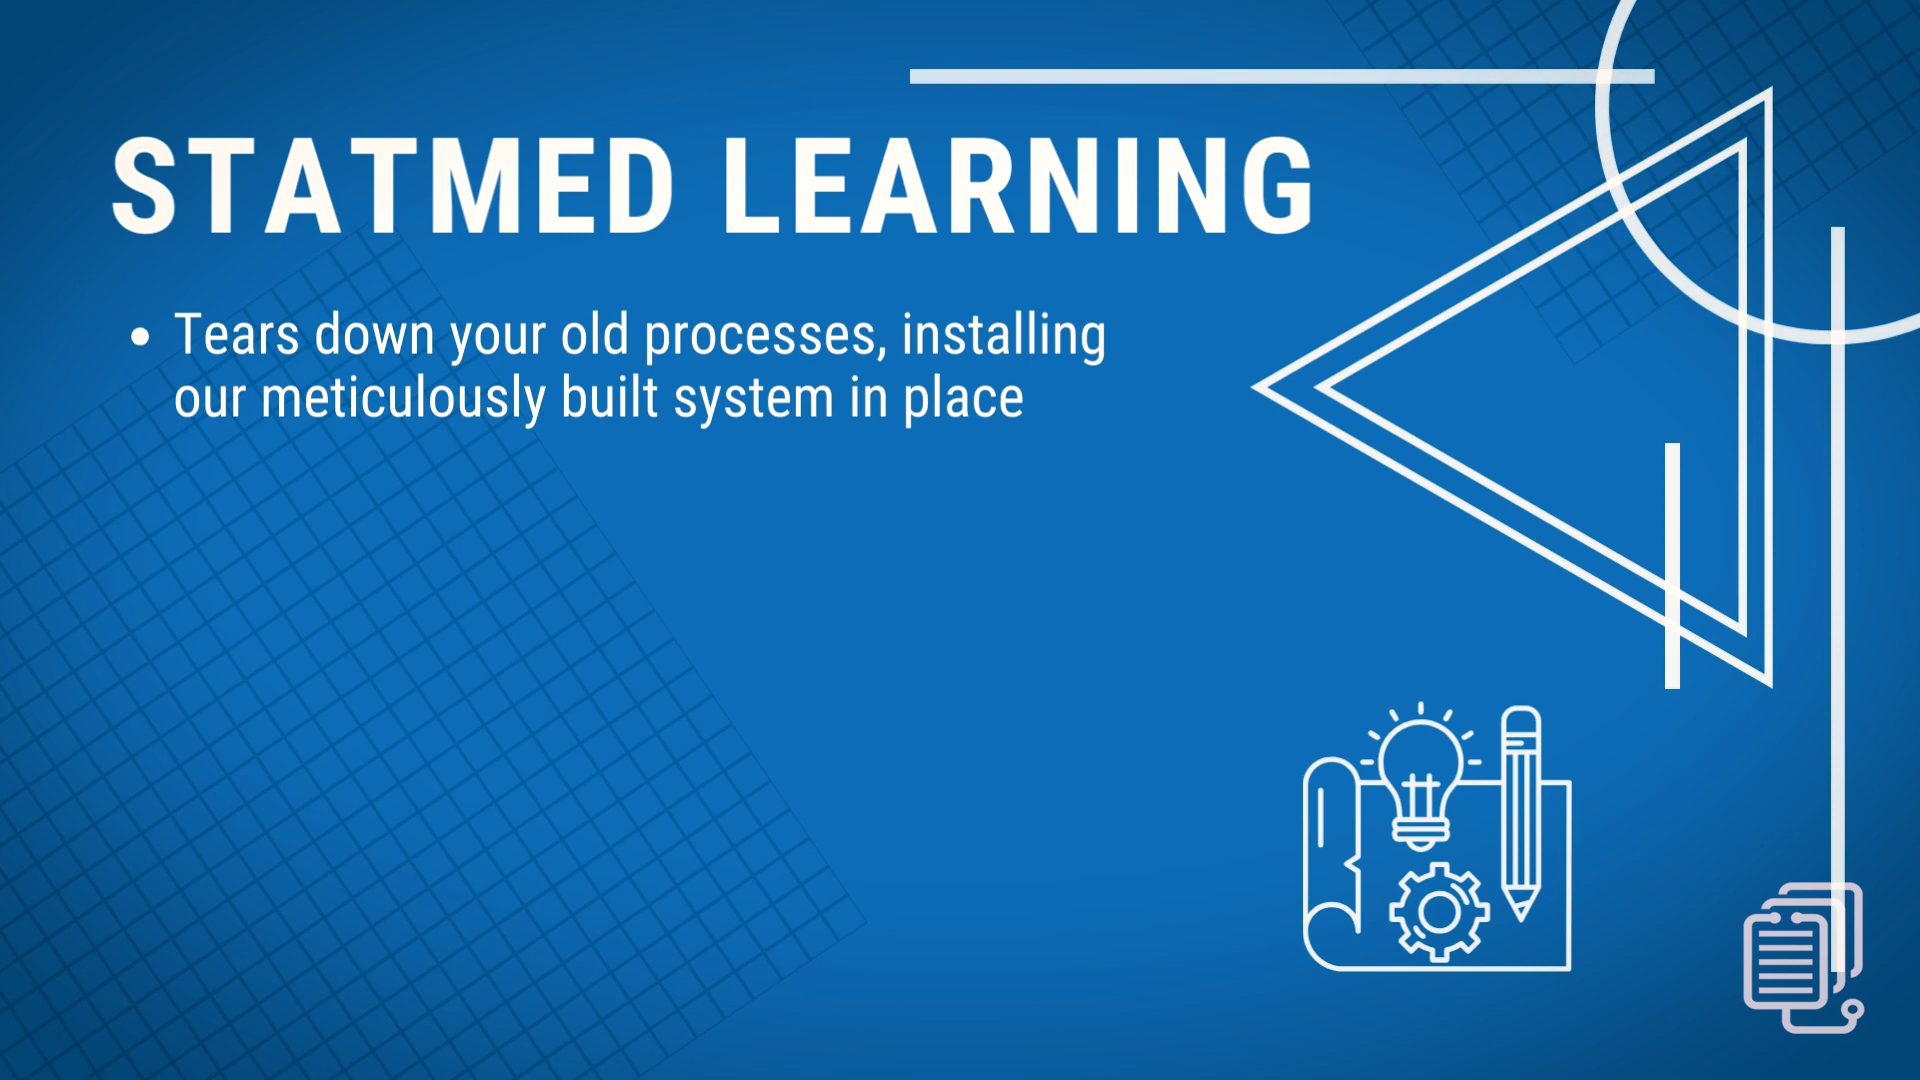 STATMED LEARNING
• Tears down your old processes, installing
our meticulously built system in place